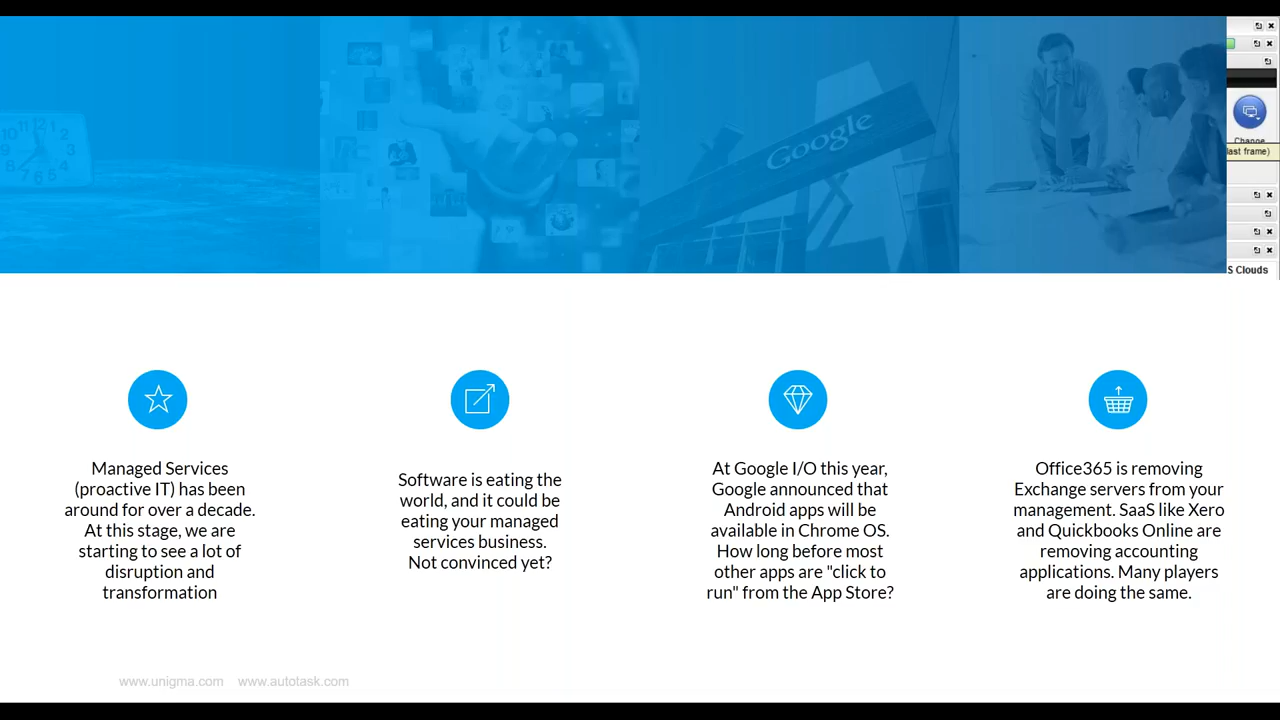 Google
Change
last frame)
S Clouds
Managed Services
(proactive IT) has been
around for over a decade.
At this stage, we are
starting to see a lot of
disruption and
transformation
Software is eating the
world, and it could be
eating your managed
services business.
Not convinced yet?
At Google I/O this year,
Google announced that
Android apps will be
available in Chrome OS.
How long before most
other apps are "click to
run" from the App Store?
Office365 is removing
Exchange servers from your
management. SaaS like Xero
and Quickbooks Online are
removing accounting
applications. Many players
are doing the same.
www.unigma.com www.autotask.com